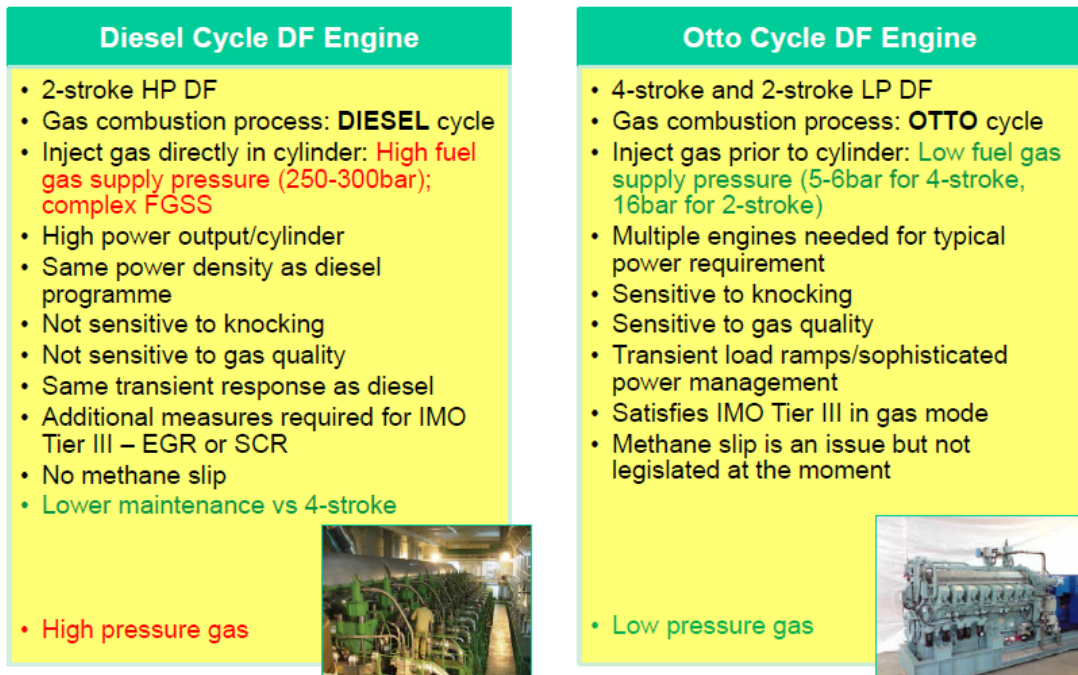 Diesel Cycle DF Engine
• 2-stroke HP DF
• Gas combustion process: DIESEL cycle
• Inject gas directly in cylinder: High fuel
gas supply pressure (250-300bar);
complex FGSS
• High power output/cylinder
• Same power density as diesel
programme
• Not sensitive to knocking
• Not sensitive to gas quality
• Same transient response as diesel
• Additional measures required for IMO
Tier III – EGR or SCR
• No methane slip
• Lower maintenance vs 4-stroke
• High pressure gas
Otto Cycle DF Engine
• 4-stroke and 2-stroke LP DF
• Gas combustion process: OTTO cycle
• Inject gas prior to cylinder: Low fuel gas
supply pressure (5-6bar for 4-stroke,
16bar for 2-stroke)
• Multiple engines needed for typical
power requirement
• Sensitive to knocking
• Sensitive to gas quality
• Transient load ramps/sophisticated
power management
• Satisfies IMO Tier III in gas mode
• Methane slip is an issue but not
legislated at the moment
• Low pressure gas